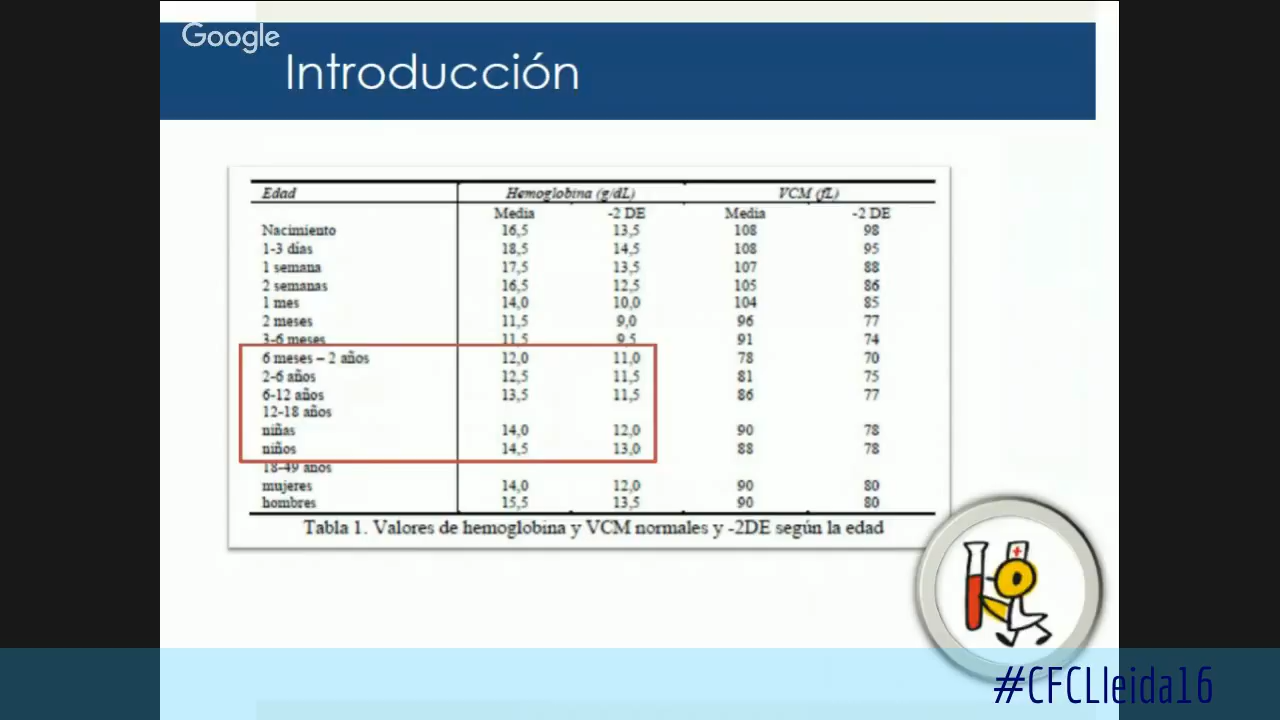 Google
Introducción
Edad Hemoglobina (g/dL) VCM (fL)
Media -2 DE Media -2 DE
Nacimiento 16,5 13,5 108 98
1-3 días 18,5 14,5 108 95
1 semana 17,5 13,5 107 88
2 semanas 16,5 12,5 105 86
1 mes 14,0 10,0 104 85
2 meses 11,5 9,0 96 77
3-6 meses 11,5 9,5 91 74
6 meses – 2 años 12,0 11,0 78 70
2-6 años 12,5 11,5 81 75
6-12 años 13,5 11,5 86 77
12-18 años
niñas 14,0 12,0 90 78
niños 14,5 13,0 88 78
18-49 años
mujeres 14,0 12,0 90 80
hombres 15,5 13,5 90 80
Tabla 1. Valores de hemoglobina y VCM normales y -2DE según la edad
#CFCLleida16